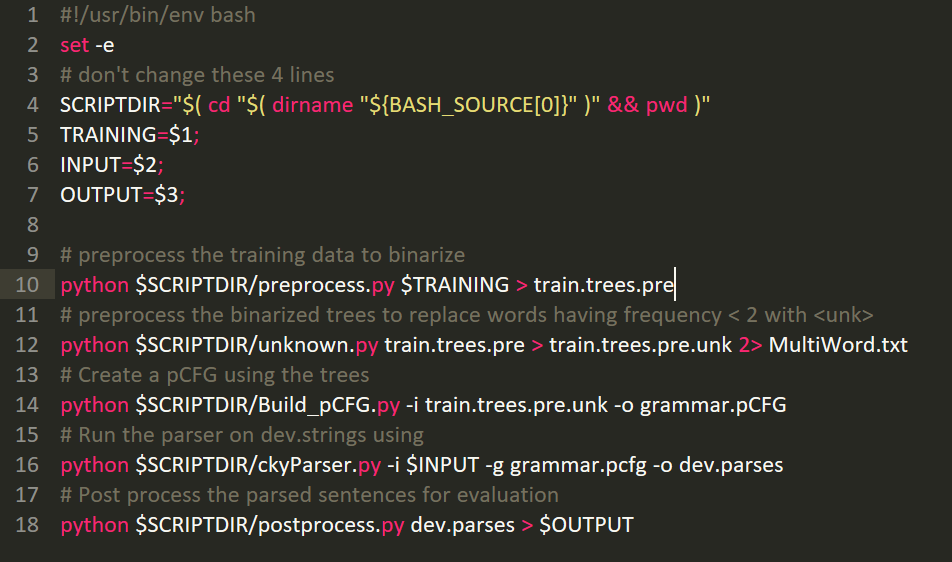 1 #!/usr/bin/env bash
2 set -e
3 # don't change these 4 lines
4 SCRIPTDIR="$( cd "$( dirname "${BASH_SOURCE[0]}" )" && pwd )"
5 TRAINING=$1;
6 INPUT=$2;
7 OUTPUT=$3;
8
9 # preprocess the training data to binarize
10 python $SCRIPTDIR/preprocess.py $TRAINING > train.trees.pre
11 # preprocess the binarized trees to replace words having frequency < 2 with <unk>
12 python $SCRIPTDIR/unknown.py train.trees.pre > train.trees.pre.unk 2> MultiWord.txt
13 # Create a pCFG using the trees
14 python $SCRIPTDIR/Build_pCFG.py -i train.trees.pre.unk -o grammar.pCFG
15 # Run the parser on dev.strings using
16 python $SCRIPTDIR/ckyParser.py -i $INPUT -g grammar.pcfg -o dev.parses
17 # Post process the parsed sentences for evaluation
18 python $SCRIPTDIR/postprocess.py dev.parses > $OUTPUT